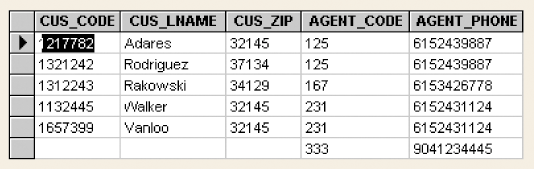 CUS_CODE CUS_LNAME CUS_ZIP AGENT_CODE AGENT_PHONE
1217782 Adares 32145 125 6152439887
1321242 Rodriguez 37134 125 6152439887
1312243 Rakowski 34129 167 6153426778
1132445 Walker 32145 231 6152431124
1657399 Vanloo 32145 231 6152431124
333 9041234445